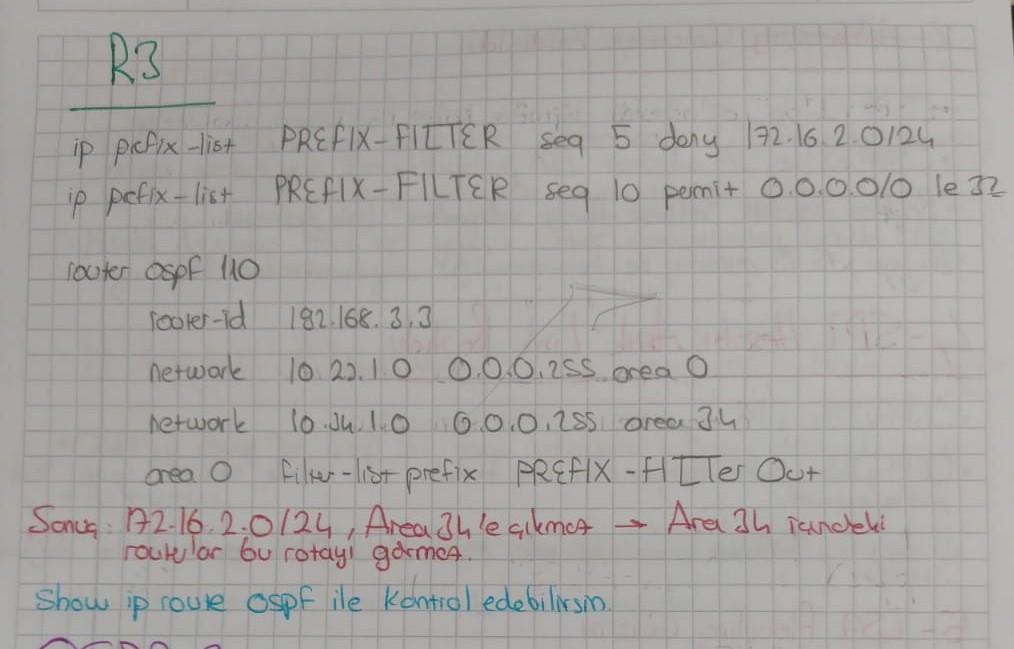 R3
ip prefix-list PREFIX-FILTER seq 5 deny 172.16.2.0/24
ip prefix-list PREFIX-FILTER seq 10 permit 0.0.0.0/0 le 32
router ospf 110
router-id 192.168.3.3
network 10.23.1.0 0.0.0.255 area 0
network 10.34.1.0 0.0.0.255 area 34
area 0 filter-list prefix PREFIX-FILTer Out
Sonuç: 172.16.2.0/24, Area 34'e çıkmaz → Area 34 içindeki
routerlar bu rotayı görmez.
Show ip route ospf ile kontrol edebilirsin.